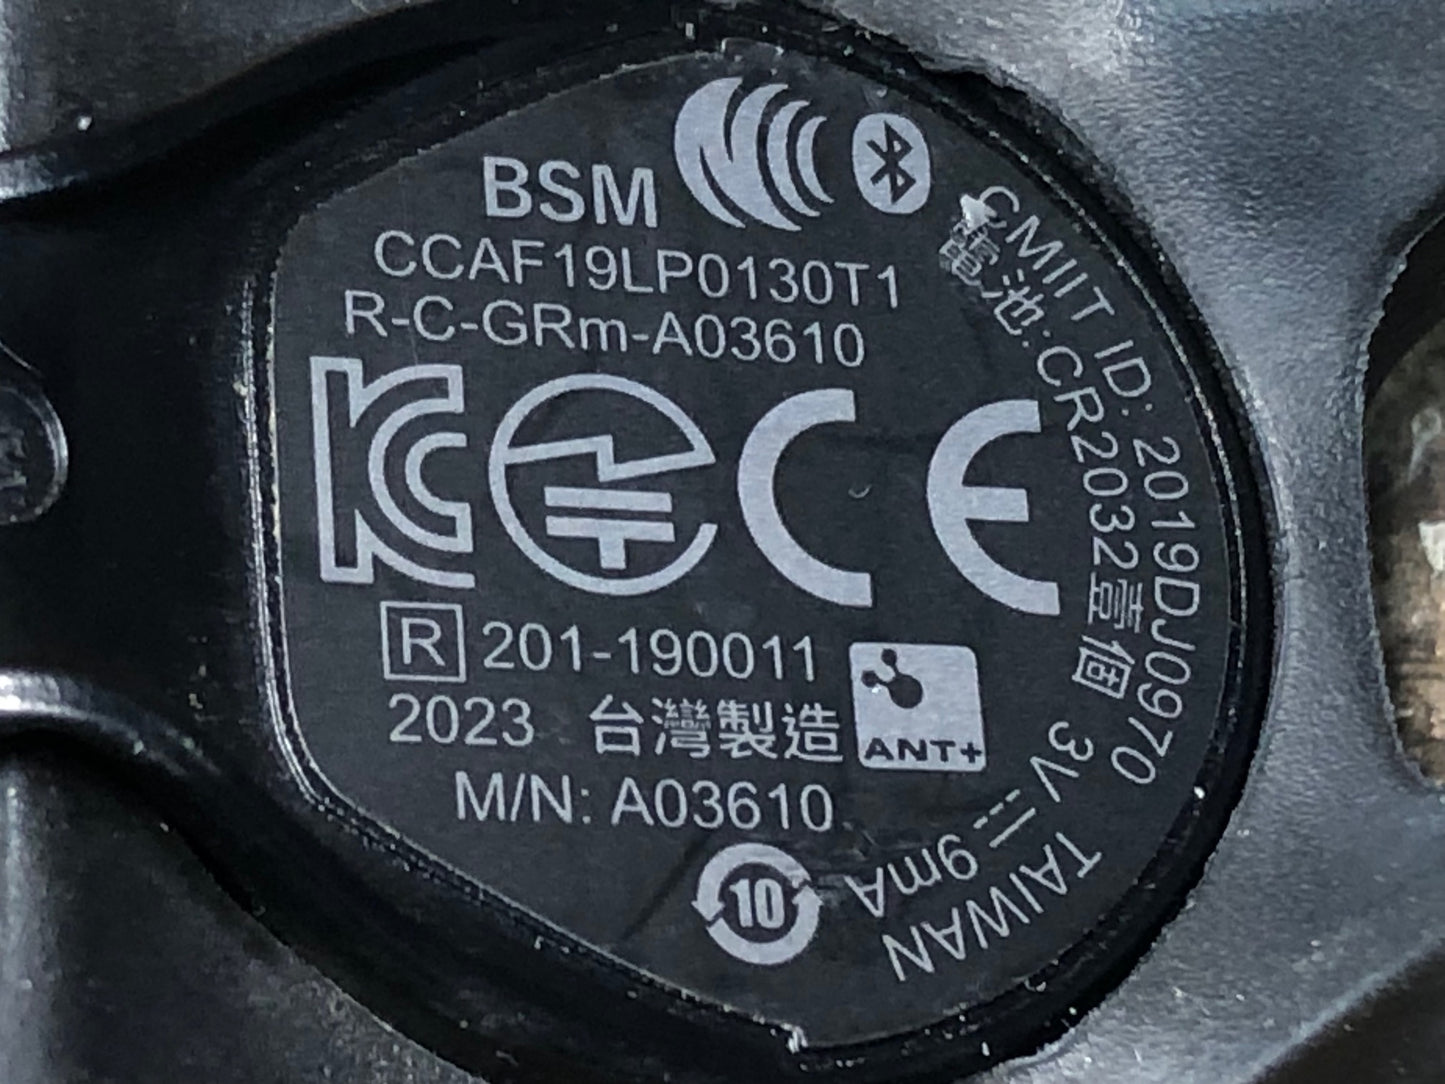 BSM
CCAF19LP0130T1
R-C-GRm-A03610
R 201-190011
2023 台灣製造
ANT+
M/N: A03610
10
CMIIT ID: 2019DJ0970
電池:CR2032壹個 3V 9mA
TAIWAN